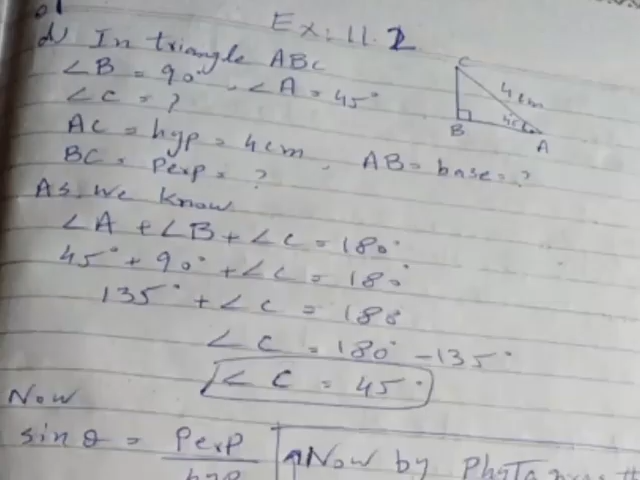 Ex: 11.2
d) In triangle ABC
∠B = 90°, ∠A = 45°
∠C = ?
AC = hyp = 4cm
BC = Perp = ? , AB = base = ?
C
4cm
45°
B
A
As we know
∠A + ∠B + ∠C = 180°
45° + 90° + ∠C = 180°
135° + ∠C = 180
∠C = 180° - 135°
∠C = 45°
Now
sin θ = Perp
Now by